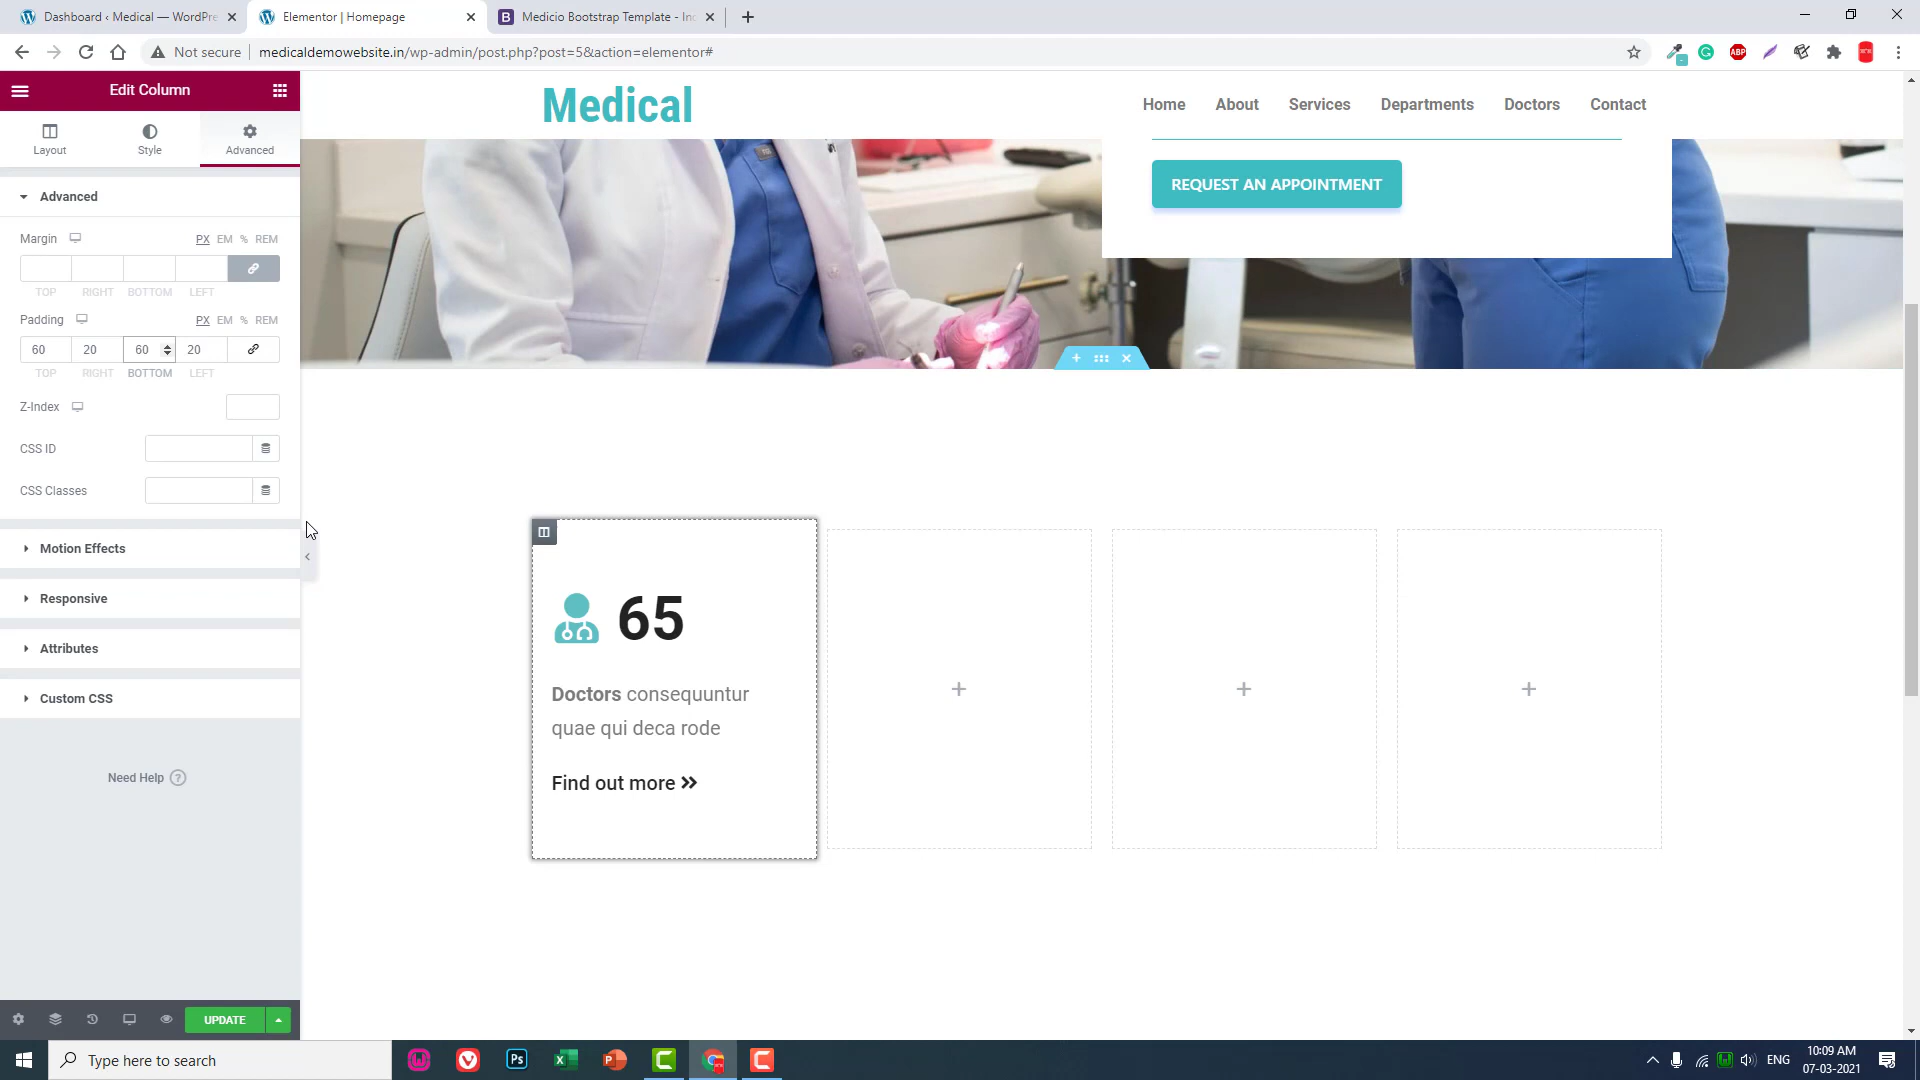 Dashboard ‹ Medical — WordPre
Elementor | Homepage
Medicio Bootstrap Template - In
Not secure
medicaldemowebsite.in/wp-admin/post.php?post=5&action=elementor#
ABP
Edit Column
Layout
Style
Advanced
Advanced
Margin
PX EM % REM
TOP RIGHT BOTTOM LEFT
Padding
PX EM % REM
60 20 60 20
TOP RIGHT BOTTOM LEFT
Z-Index
CSS ID
CSS Classes
Motion Effects
Responsive
Attributes
Custom CSS
Need Help
UPDATE
Medical
Home About Services Departments Doctors Contact
REQUEST AN APPOINTMENT
65
Doctors consequuntur
quae qui deca rode
Find out more
Type here to search
Ps
ENG
10:09 AM
07-03-2021